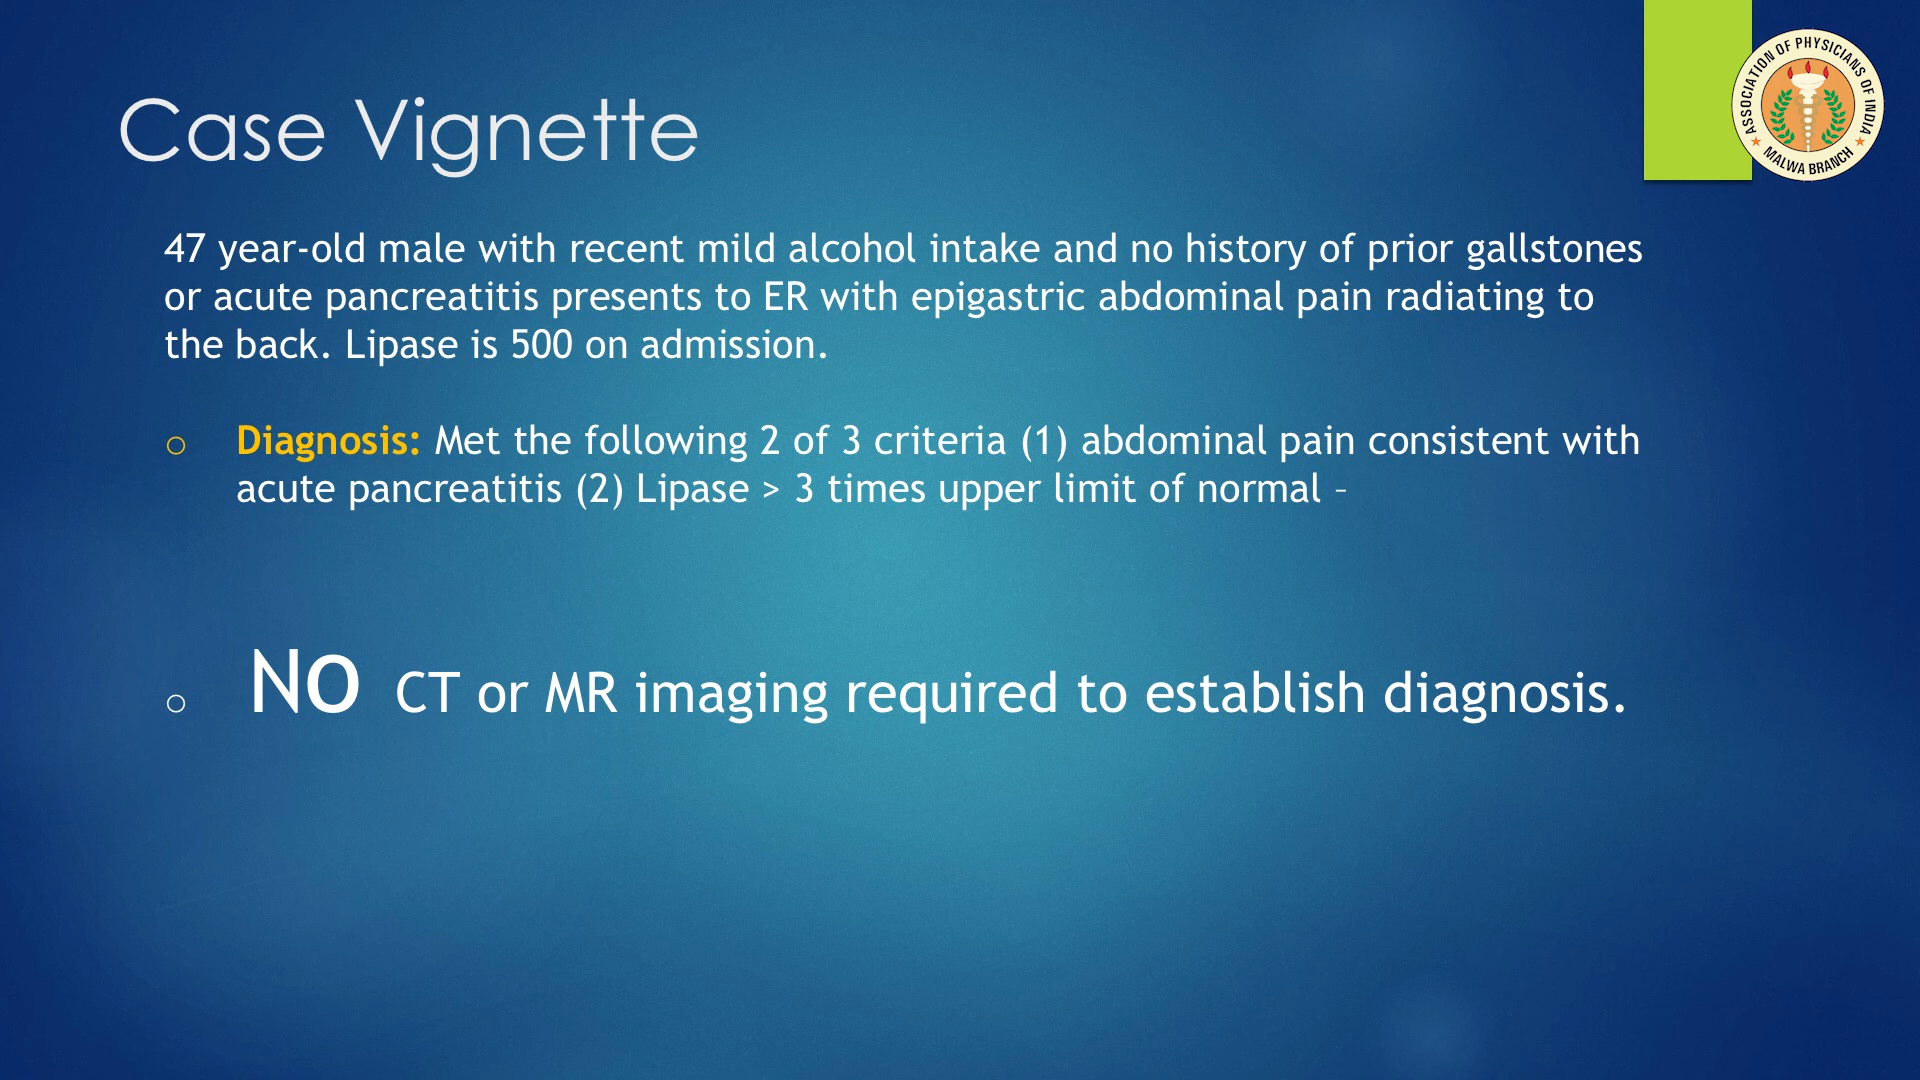 Case Vignette
ASSOCIATION OF PHYSICIANS OF INDIA
MALWA BRANCH
47 year-old male with recent mild alcohol intake and no history of prior gallstones
or acute pancreatitis presents to ER with epigastric abdominal pain radiating to
the back. Lipase is 500 on admission.
o Diagnosis: Met the following 2 of 3 criteria (1) abdominal pain consistent with
acute pancreatitis (2) Lipase > 3 times upper limit of normal –
o NO CT or MR imaging required to establish diagnosis.